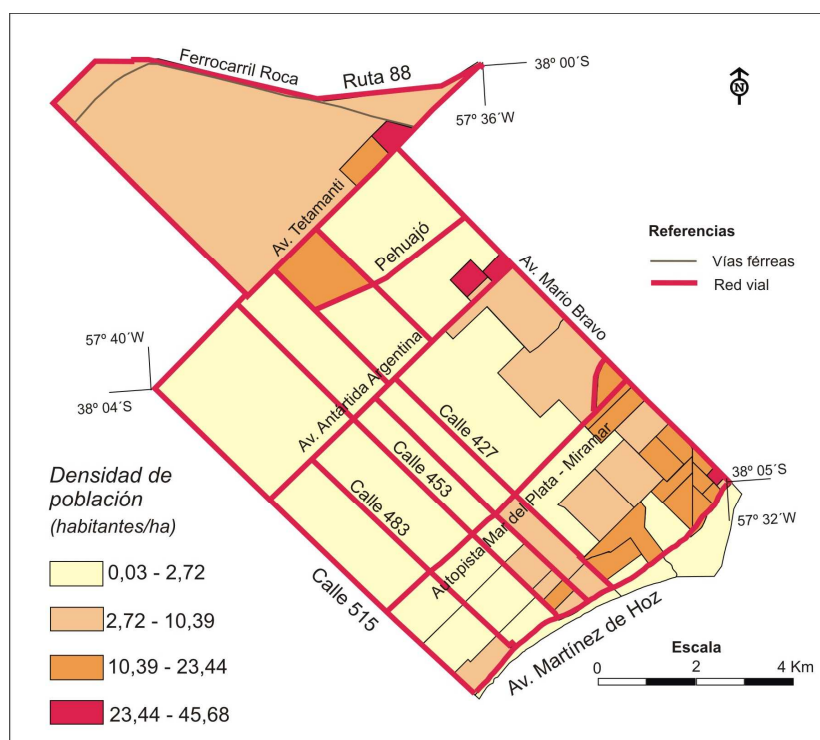 Ferrocarril Roca
Ruta 88
38º 00´S
57º 36´W
N
Av. Tetamanti
Pehuajó
Av. Mario Bravo
Referencias
Vías férreas
Red vial
57º 40´W
38º 04´S
Av. Antártida Argentina
Calle 427
Calle 453
Calle 483
Autopista Mar del Plata - Miramar
38º 05´S
57º 32´W
Calle 515
Av. Martínez de Hoz
Densidad de
población
(habitantes/ha)
0,03 - 2,72
2,72 - 10,39
10,39 - 23,44
23,44 - 45,68
Escala
0 2 4 Km